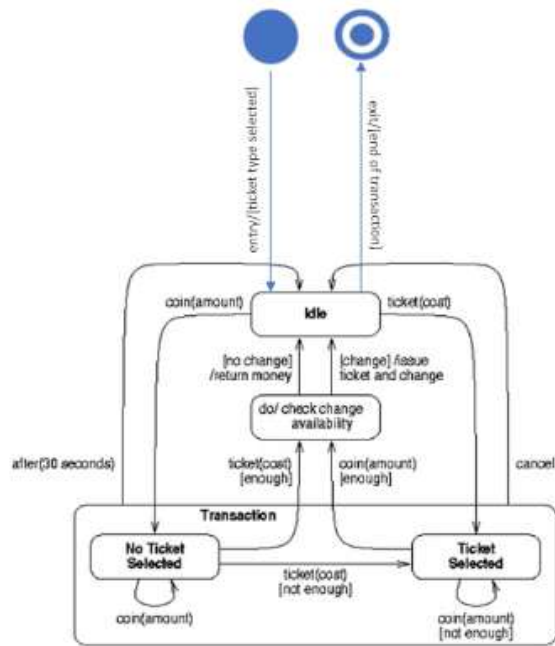 entry/[ticket type selected]
exit/[end of transaction]
coin(amount)
ticket(cost)
Idle
[no change]
/return money
[change] /issue
ticket and change
do/ check change
availability
after(30 seconds)
ticket(cost)
[enough]
coin(amount)
[enough]
cancel
Transaction
No Ticket
Selected
Ticket
Selected
ticket(cost)
[not enough]
coin(amount)
coin(amount)
[not enough]